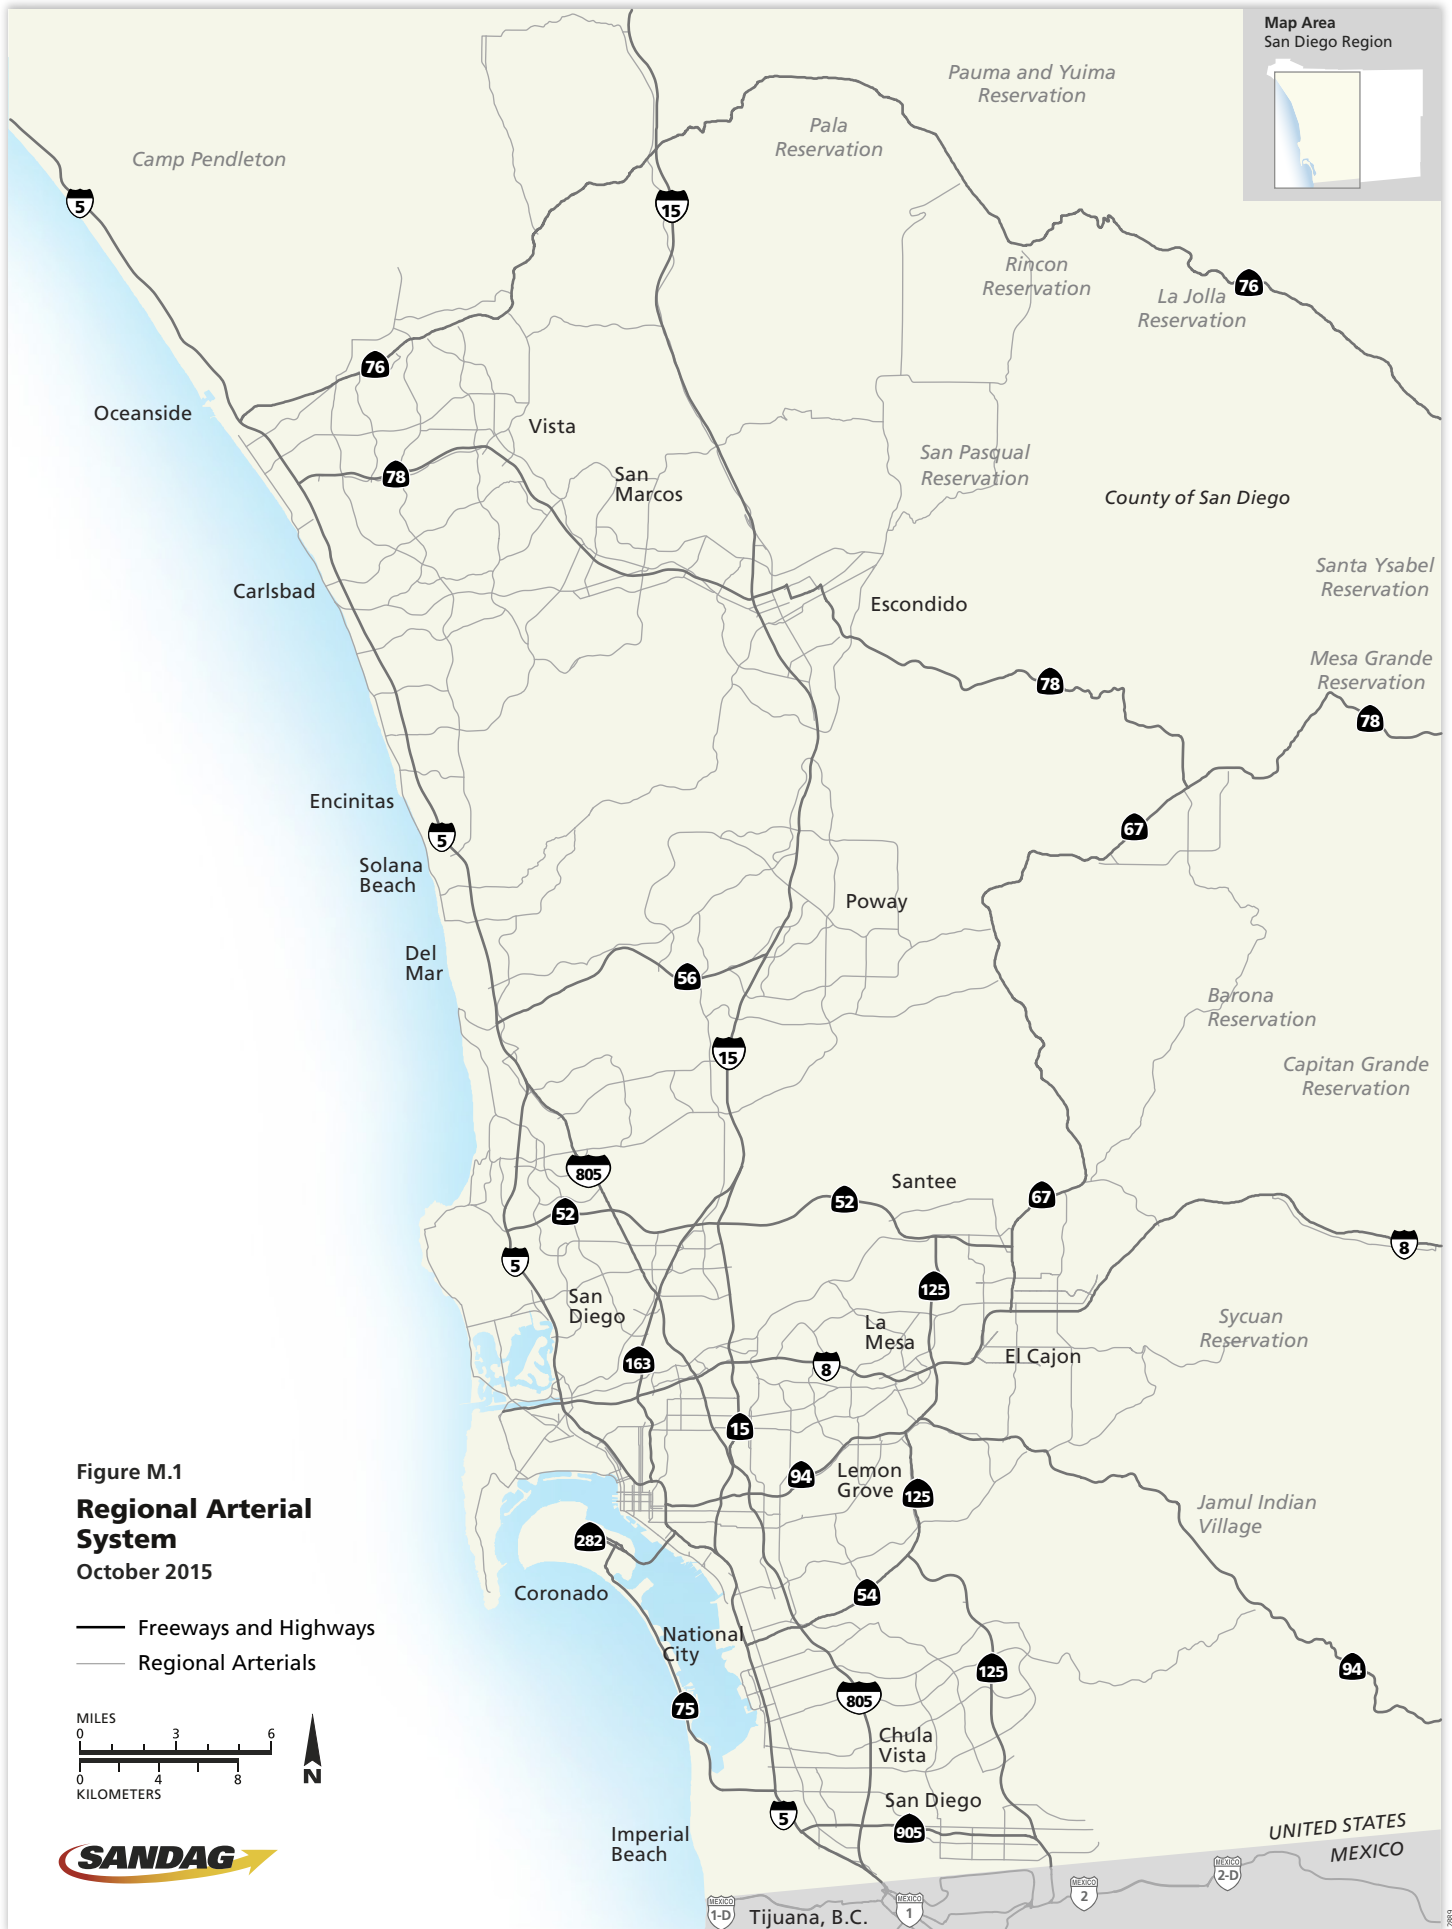 Map Area
San Diego Region
Pauma and Yuima
Reservation
Pala
Reservation
Camp Pendleton
5
15
Rincon
Reservation
La Jolla
Reservation
76
76
Oceanside
Vista
78
San
Marcos
San Pasqual
Reservation
County of San Diego
Santa Ysabel
Reservation
Carlsbad
Escondido
Mesa Grande
Reservation
78
78
Encinitas
5
67
Solana
Beach
Poway
Del
Mar
56
Barona
Reservation
15
Capitan Grande
Reservation
805
52
52
Santee
67
5
8
125
San
Diego
La
Mesa
Sycuan
Reservation
163
8
El Cajon
15
94
Lemon
Grove
125
Jamul Indian
Village
Figure M.1
Regional Arterial
System
October 2015
282
Coronado
54
Freeways and Highways
Regional Arterials
National
City
125
94
805
75
MILES
0 3 6
0 4 8
KILOMETERS
N
Chula
Vista
San Diego
5
905
Imperial
Beach
UNITED STATES
MEXICO
SANDAG
MEXICO
1-D
Tijuana, B.C.
MEXICO
1
MEXICO
2
MEXICO
2-D